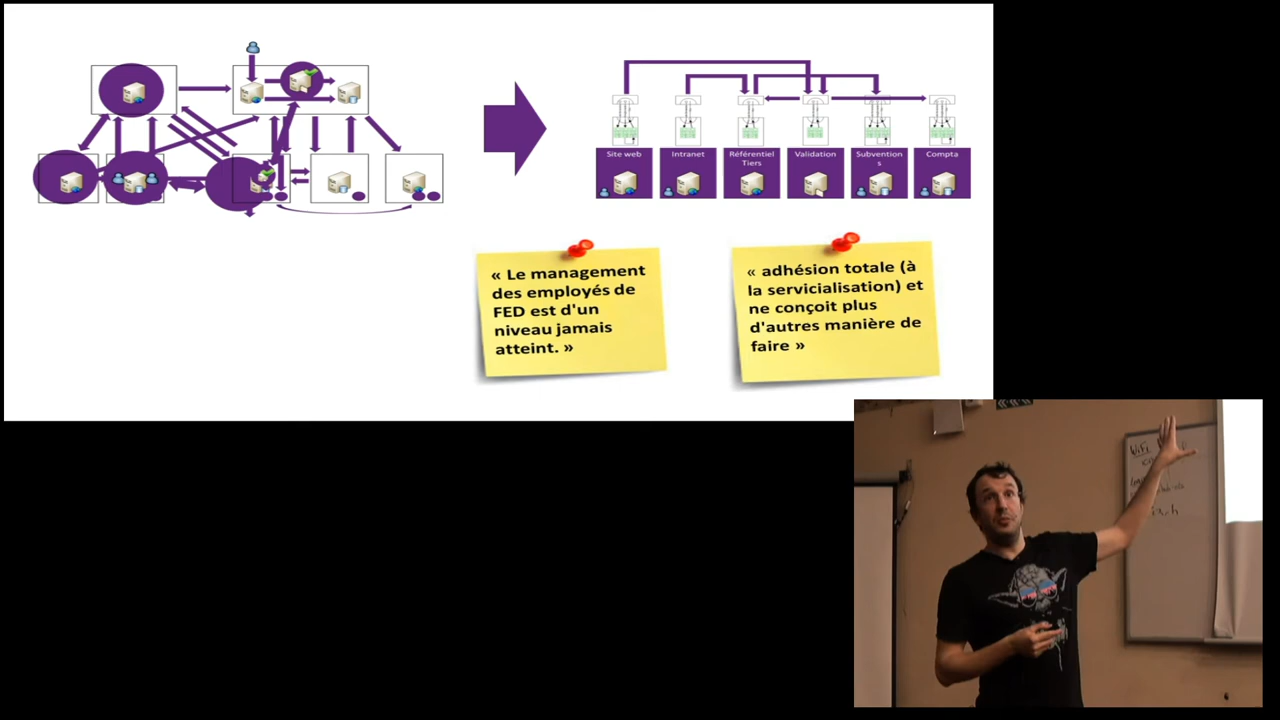 Site web
Intranet
Référentiel
Tiers
Validation
Subvention
s
Compta
« Le management
des employés de
FED est d'un
niveau jamais
atteint. »
« adhésion totale (à
la servicialisation) et
ne conçoit plus
d'autres manière de
faire »
WiFi